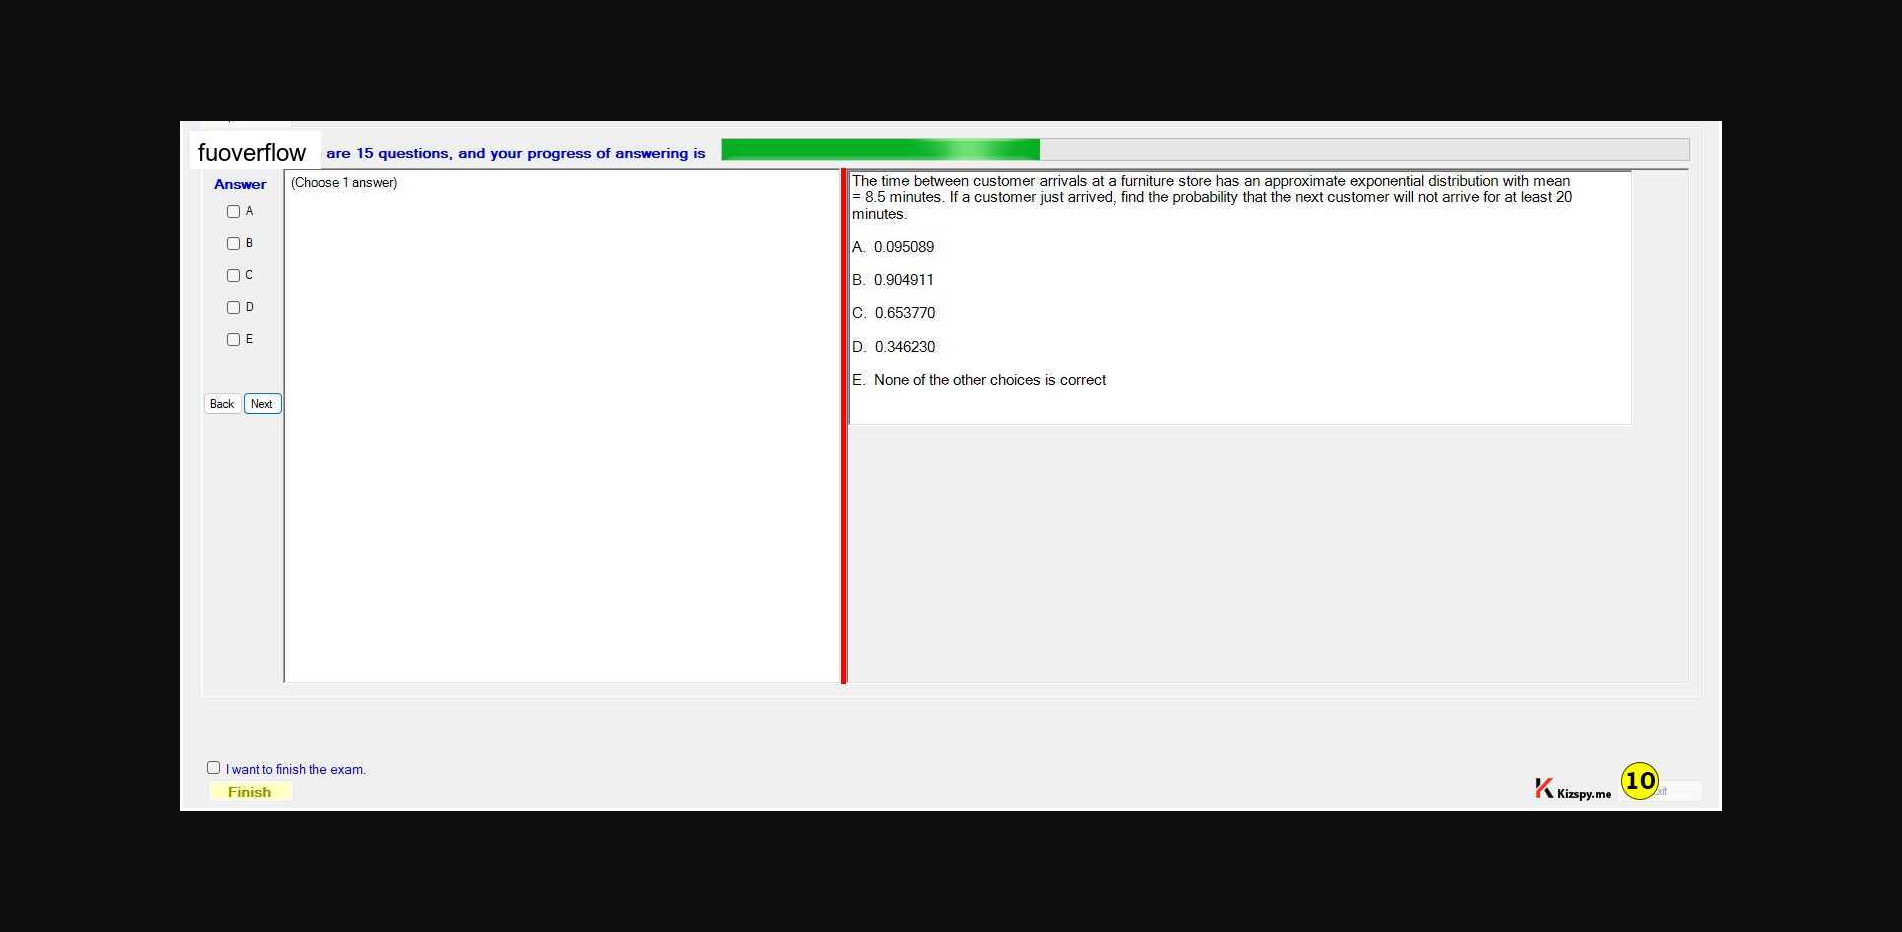 fuoverflow are 15 questions, and your progress of answering is
Answer
(Choose 1 answer)
A
B
C
D
E
Back Next
The time between customer arrivals at a furniture store has an approximate exponential distribution with mean
= 8.5 minutes. If a customer just arrived, find the probability that the next customer will not arrive for at least 20
minutes.
A. 0.095089
B. 0.904911
C. 0.653770
D. 0.346230
E. None of the other choices is correct
I want to finish the exam.
Finish
Kizspy.me
10